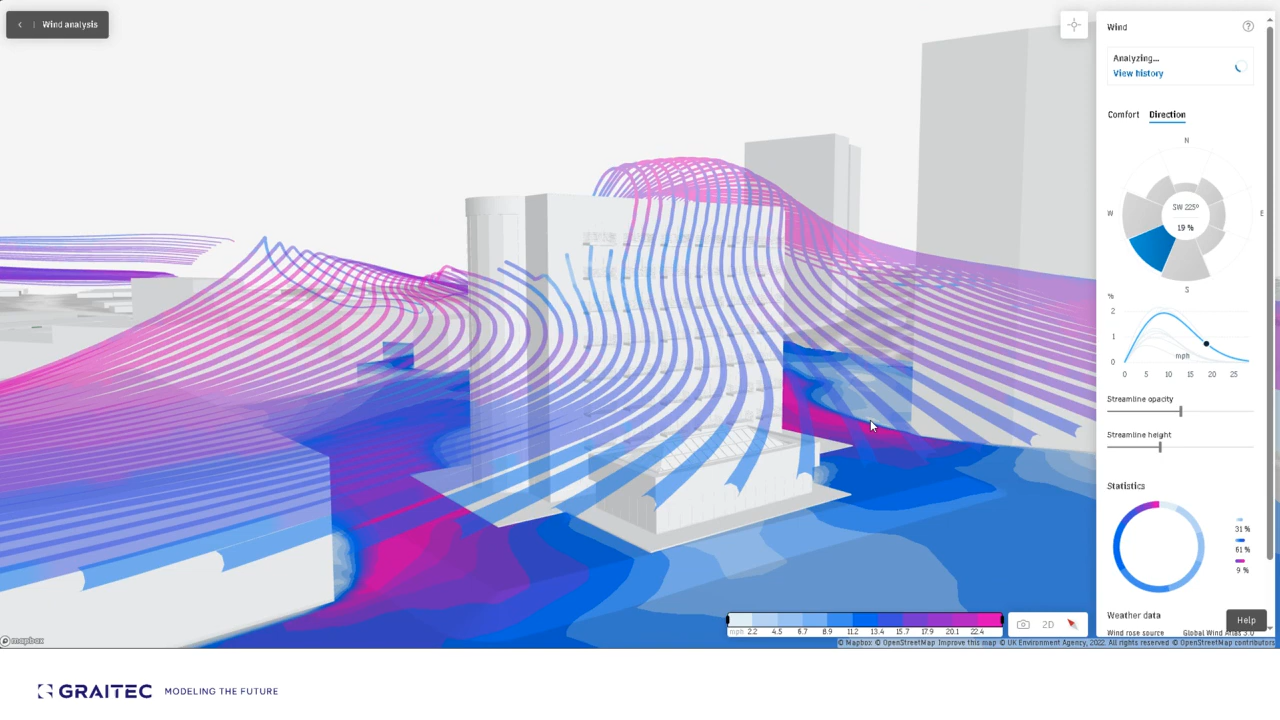 Wind analysis
Wind
?
Analyzing...
View history
Comfort Direction
N
W
E
S
SW 225°
19 %
%
2
1
0
mph
0 5 10 15 20 25
Streamline opacity
Streamline height
Statistics
31 %
61 %
9 %
Weather data
Wind rose source Global Wind Atlas 3.0
Help
mph 2.2 4.5 6.7 8.9 11.2 13.4 15.7 17.9 20.1 22.4
2D
mapbox
© Mapbox © OpenStreetMap Improve this map © UK Environment Agency, 2022. All rights reserved © OpenStreetMap contributors
GRAITEC MODELING THE FUTURE